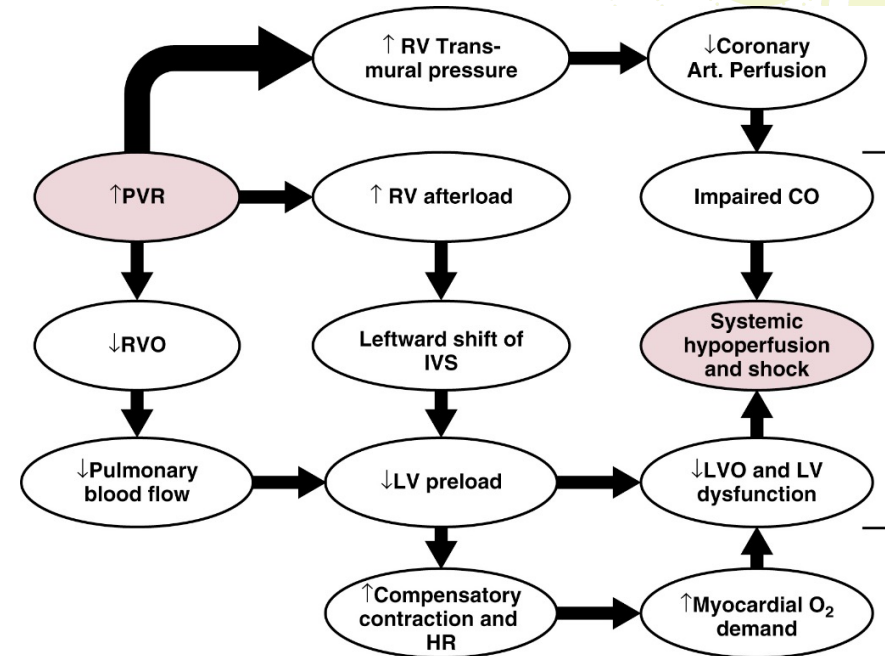 ↑ RV Trans-
mural pressure
↓Coronary
Art. Perfusion
↑PVR
↑ RV afterload
Impaired CO
↓RVO
Leftward shift of
IVS
Systemic
hypoperfusion
and shock
↓Pulmonary
blood flow
↓LV preload
↓LVO and LV
dysfunction
↑Compensatory
contraction and
HR
↑Myocardial O₂
demand